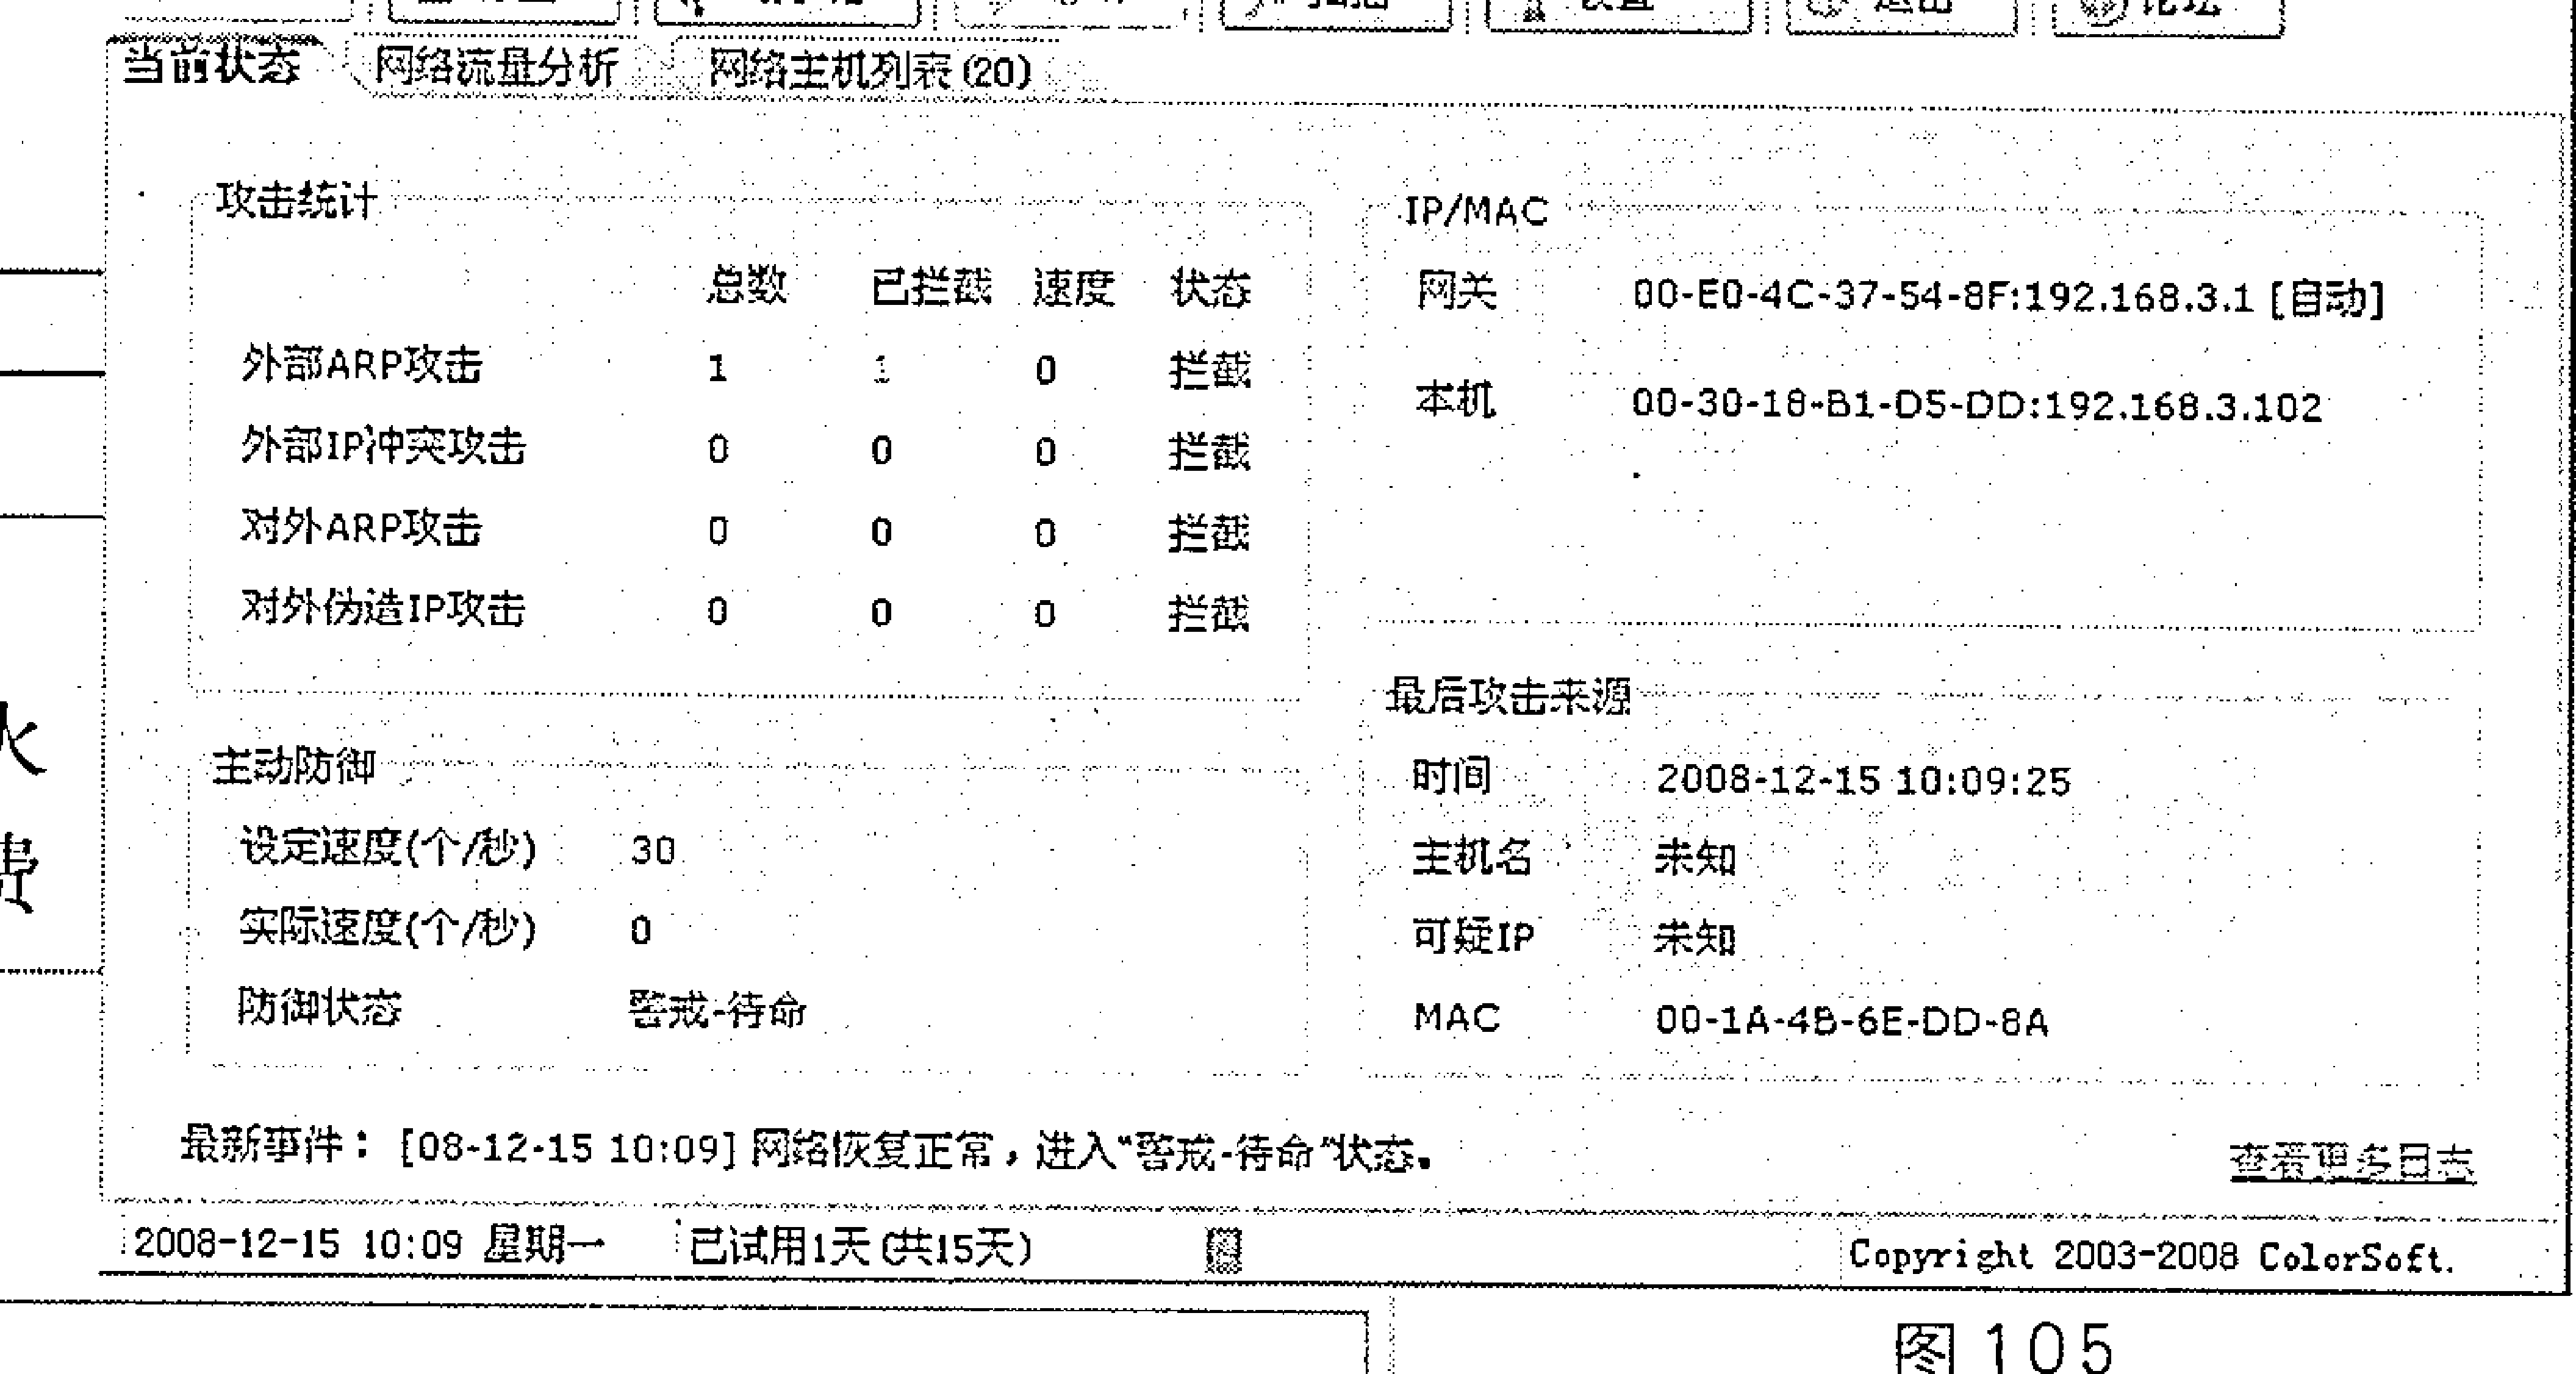 设置 退出 论坛
当前状态 网络流量分析 网络主机列表(20)
攻击统计
总数 已拦截 速度 状态
外部ARP攻击 1 1 0 拦截
外部IP冲突攻击 0 0 0 拦截
对外ARP攻击 0 0 0 拦截
对外伪造IP攻击 0 0 0 拦截
IP/MAC
网关 00-E0-4C-37-54-8F:192.168.3.1 [自动]
本机 00-30-18-B1-D5-DD:192.168.3.102
主动防御
设定速度(个/秒) 30
实际速度(个/秒) 0
防御状态 警戒-待命
最后攻击来源
时间 2008-12-15 10:09:25
主机名 未知
可疑IP 未知
MAC 00-1A-4B-6E-DD-8A
最新事件： [08-12-15 10:09] 网络恢复正常，进入"警戒-待命"状态。
查看更多日志
2008-12-15 10:09 星期一 已试用1天(共15天) Copyright 2003-2008 ColorSoft.
图105